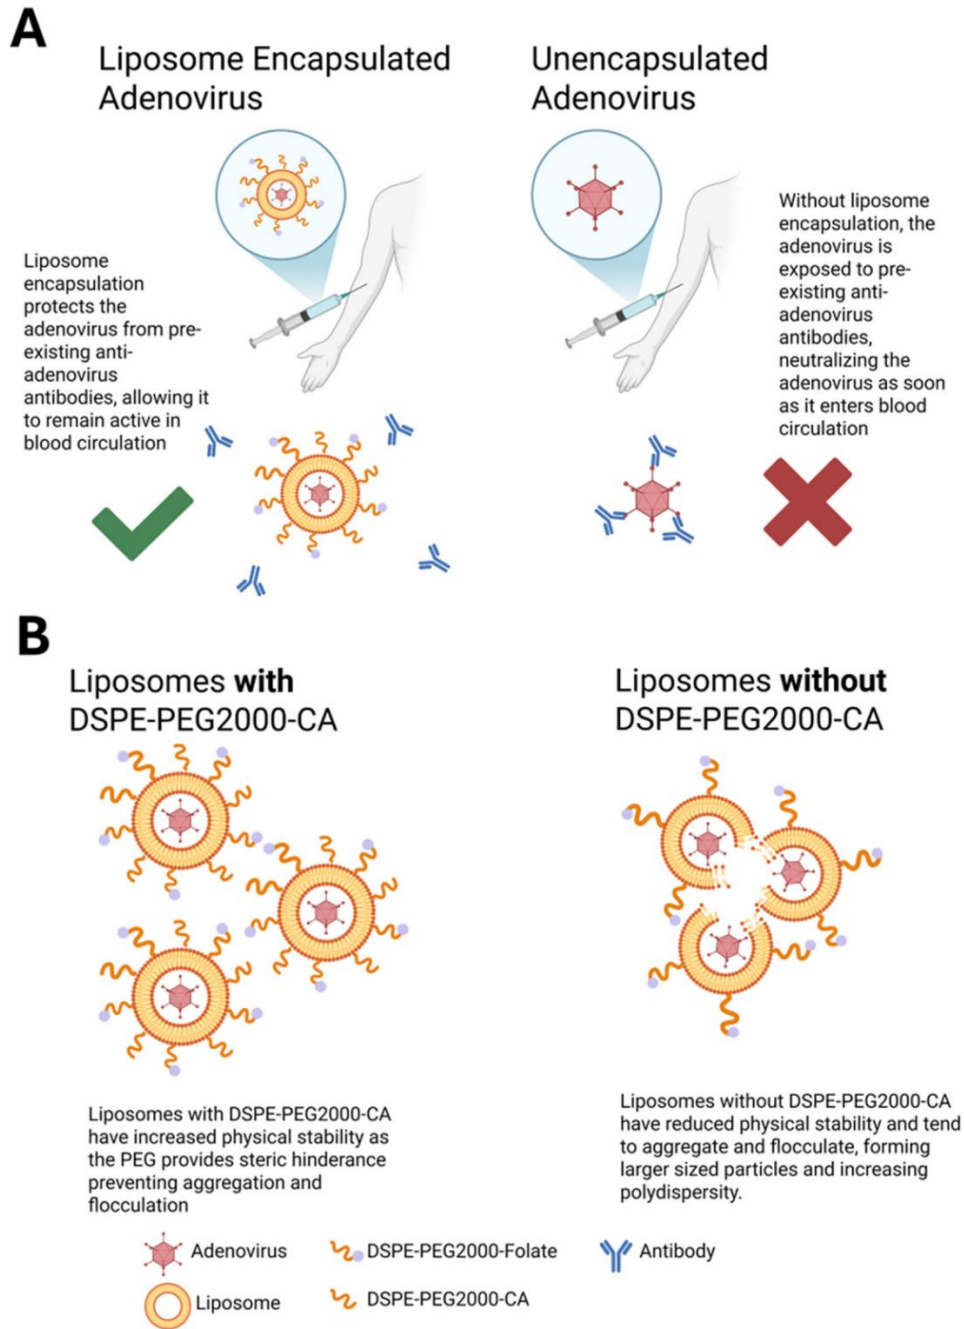 A
Liposome Encapsulated
Adenovirus
Unencapsulated
Adenovirus
Liposome
encapsulation
protects the
adenovirus from pre-
existing anti-
adenovirus
antibodies, allowing it
to remain active in
blood circulation
Without liposome
encapsulation, the
adenovirus is
exposed to pre-
existing anti-
adenovirus
antibodies,
neutralizing the
adenovirus as soon
as it enters blood
circulation
B
Liposomes with
DSPE-PEG2000-CA
Liposomes without
DSPE-PEG2000-CA
Liposomes with DSPE-PEG2000-CA
have increased physical stability as
the PEG provides steric hinderance
preventing aggregation and
flocculation
Liposomes without DSPE-PEG2000-CA
have reduced physical stability and tend
to aggregate and flocculate, forming
larger sized particles and increasing
polydispersity.
Adenovirus
DSPE-PEG2000-Folate
Antibody
Liposome
DSPE-PEG2000-CA